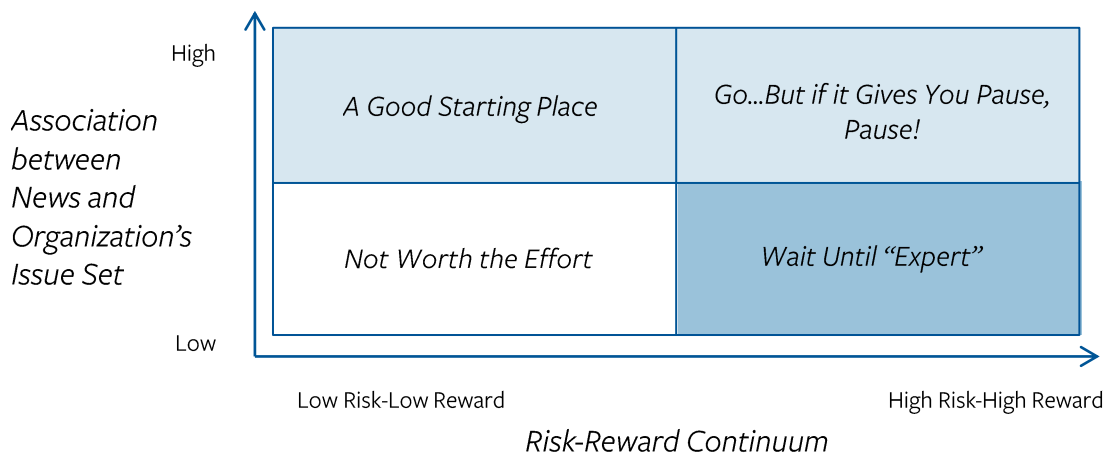 High
A Good Starting Place
Go...But if it Gives You Pause,
Pause!
Association
between
News and
Organization’s
Issue Set
Not Worth the Effort
Wait Until “Expert”
Low
Low Risk-Low Reward
High Risk-High Reward
Risk-Reward Continuum